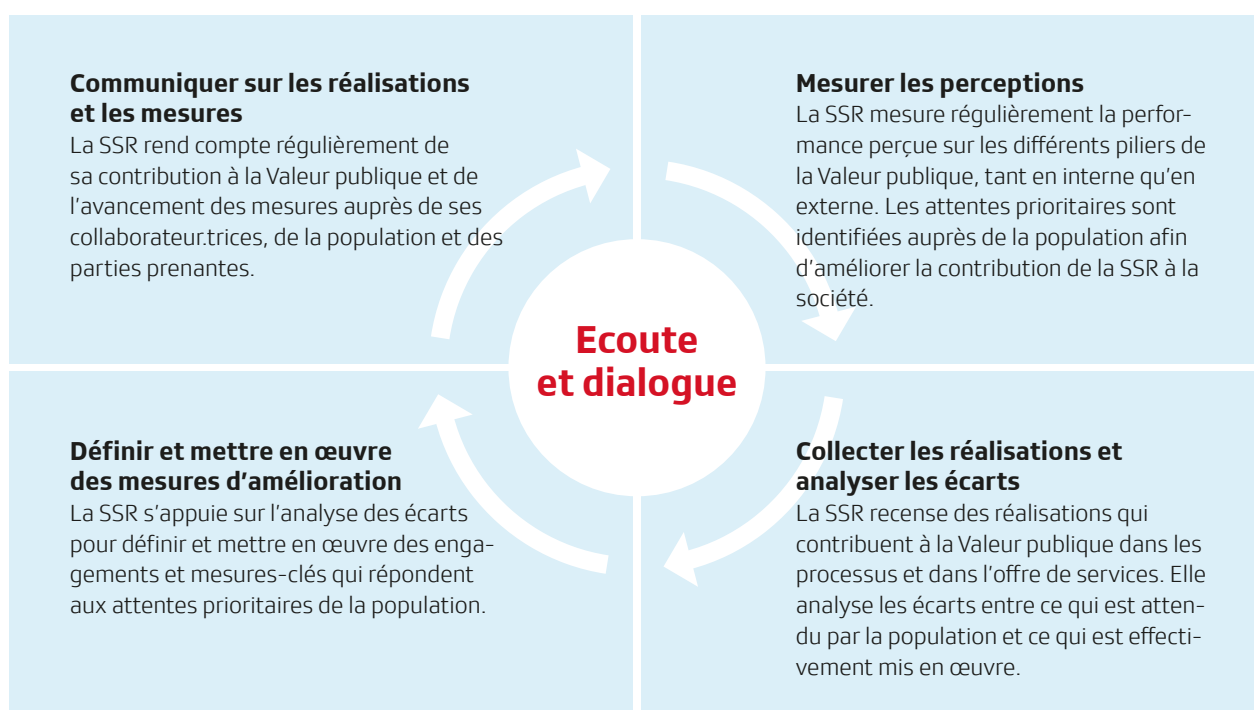 Communiquer sur les réalisations
et les mesures
La SSR rend compte régulièrement de
sa contribution à la Valeur publique et de
l'avancement des mesures auprès de ses
collaborateur.trices, de la population et des
parties prenantes.
Mesurer les perceptions
La SSR mesure régulièrement la perfor-
mance perçue sur les différents piliers de
la Valeur publique, tant en interne qu'en
externe. Les attentes prioritaires sont
identifiées auprès de la population afin
d'améliorer la contribution de la SSR à la
société.
Ecoute
et dialogue
Définir et mettre en œuvre
des mesures d'amélioration
La SSR s'appuie sur l'analyse des écarts
pour définir et mettre en œuvre des enga-
gements et mesures-clés qui répondent
aux attentes prioritaires de la population.
Collecter les réalisations et
analyser les écarts
La SSR recense des réalisations qui
contribuent à la Valeur publique dans les
processus et dans l'offre de services. Elle
analyse les écarts entre ce qui est atten-
du par la population et ce qui est effecti-
vement mis en œuvre.